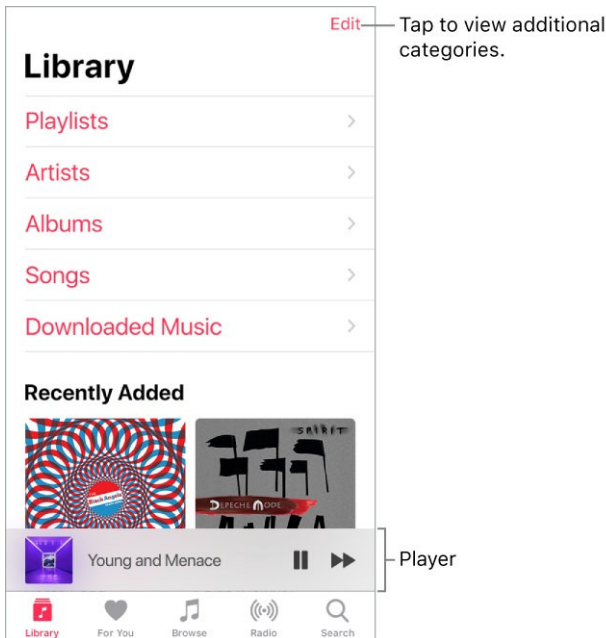 Edit
Tap to view additional
categories.
Library
Playlists
Artists
Albums
Songs
Downloaded Music
Recently Added
The
Black Angels
SPIRIT
DEPECHE MODE
Young and Menace
Player
Library
For You
Browse
Radio
Search